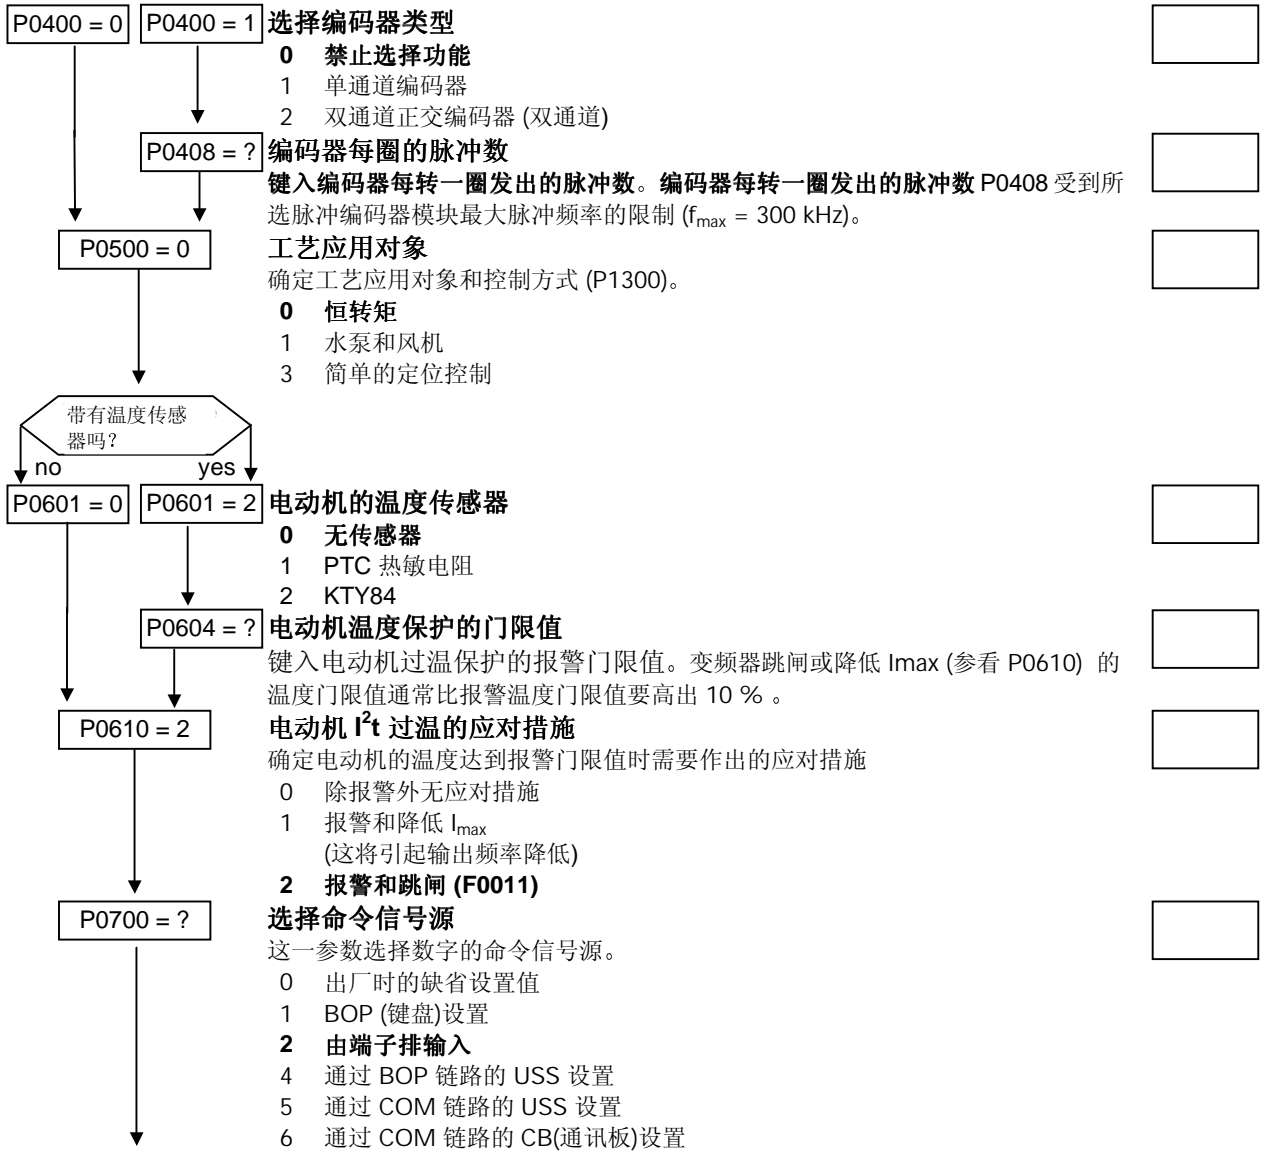 P0400 = 0 P0400 = 1 选择编码器类型
0 禁止选择功能
1 单通道编码器
2 双通道正交编码器 (双通道)
P0408 = ? 编码器每圈的脉冲数
键入编码器每转一圈发出的脉冲数。编码器每转一圈发出的脉冲数 P0408 受到所
选脉冲编码器模块最大脉冲频率的限制 (fmax = 300 kHz)。
P0500 = 0 工艺应用对象
确定工艺应用对象和控制方式 (P1300)。
0 恒转矩
1 水泵和风机
3 简单的定位控制
带有温度传感
器吗?
no yes
P0601 = 0 P0601 = 2 电动机的温度传感器
0 无传感器
1 PTC 热敏电阻
2 KTY84
P0604 = ? 电动机温度保护的门限值
键入电动机过温保护的报警门限值。变频器跳闸或降低 Imax (参看 P0610) 的
温度门限值通常比报警温度门限值要高出 10 % 。
P0610 = 2 电动机 I²t 过温的应对措施
确定电动机的温度达到报警门限值时需要作出的应对措施
0 除报警外无应对措施
1 报警和降低 Imax
(这将引起输出频率降低)
2 报警和跳闸 (F0011)
P0700 = ? 选择命令信号源
这一参数选择数字的命令信号源。
0 出厂时的缺省设置值
1 BOP (键盘)设置
2 由端子排输入
4 通过 BOP 链路的 USS 设置
5 通过 COM 链路的 USS 设置
6 通过 COM 链路的 CB(通讯板)设置